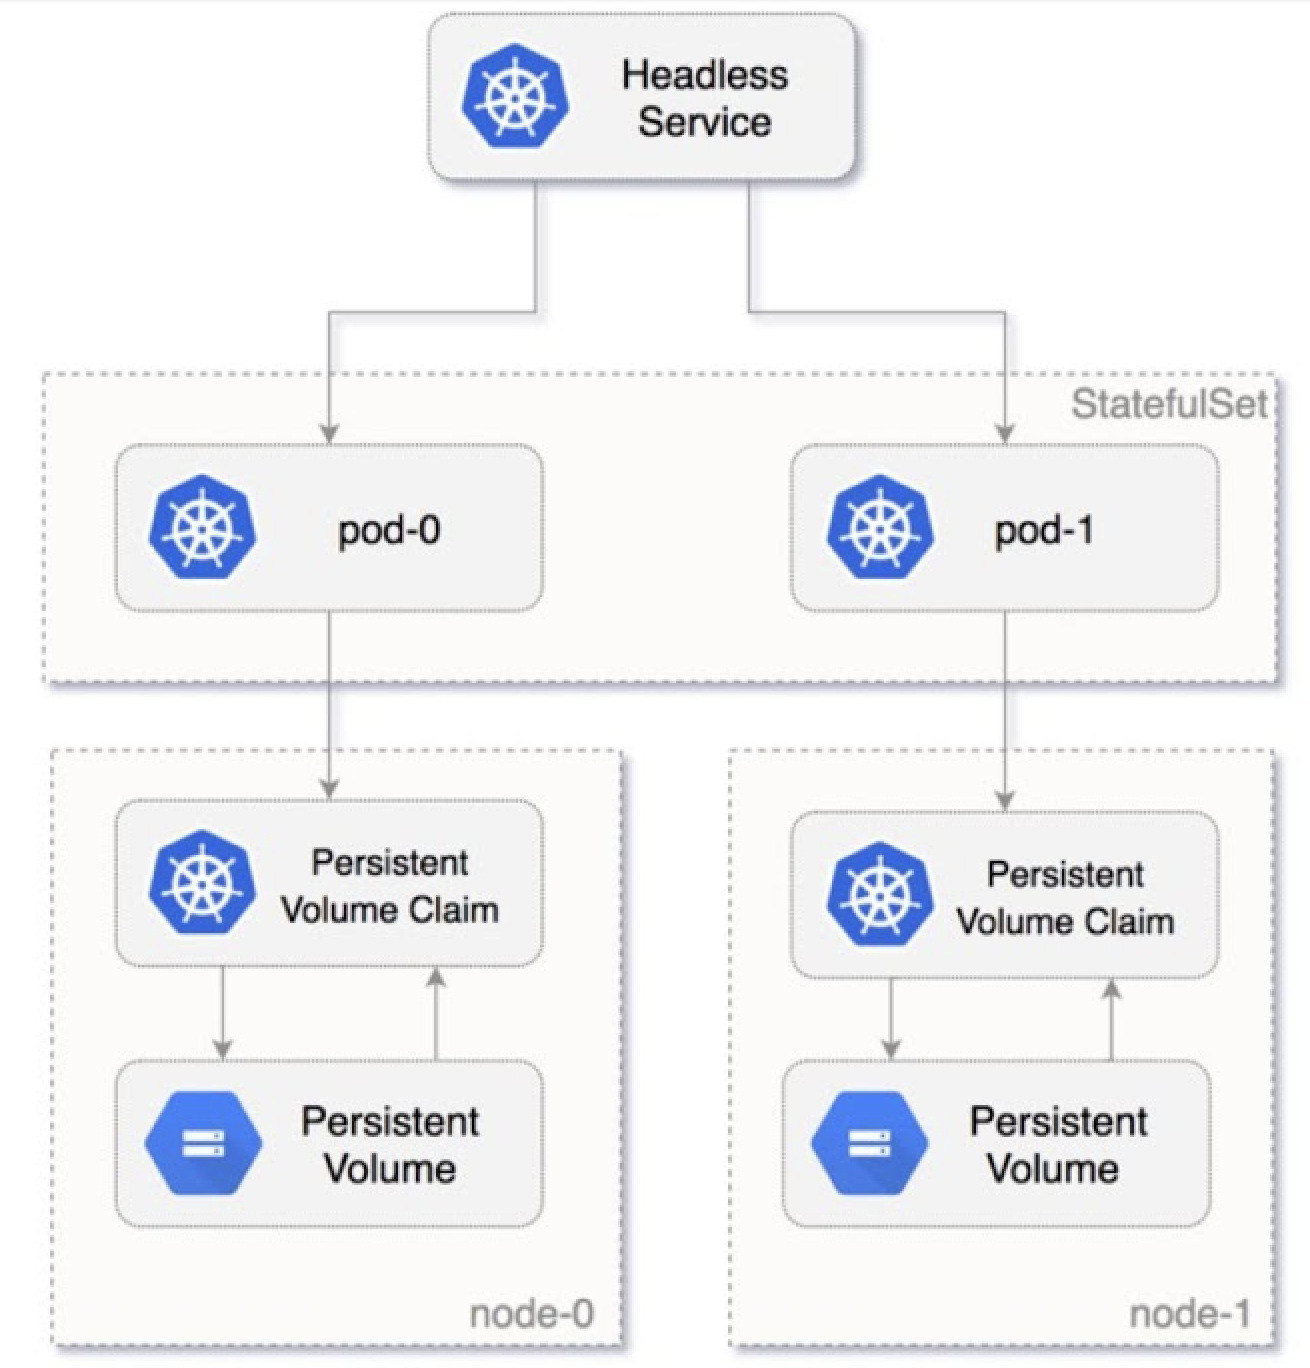 Headless
Service
StatefulSet
pod-0
pod-1
Persistent
Volume Claim
Persistent
Volume Claim
Persistent
Volume
Persistent
Volume
node-0
node-1